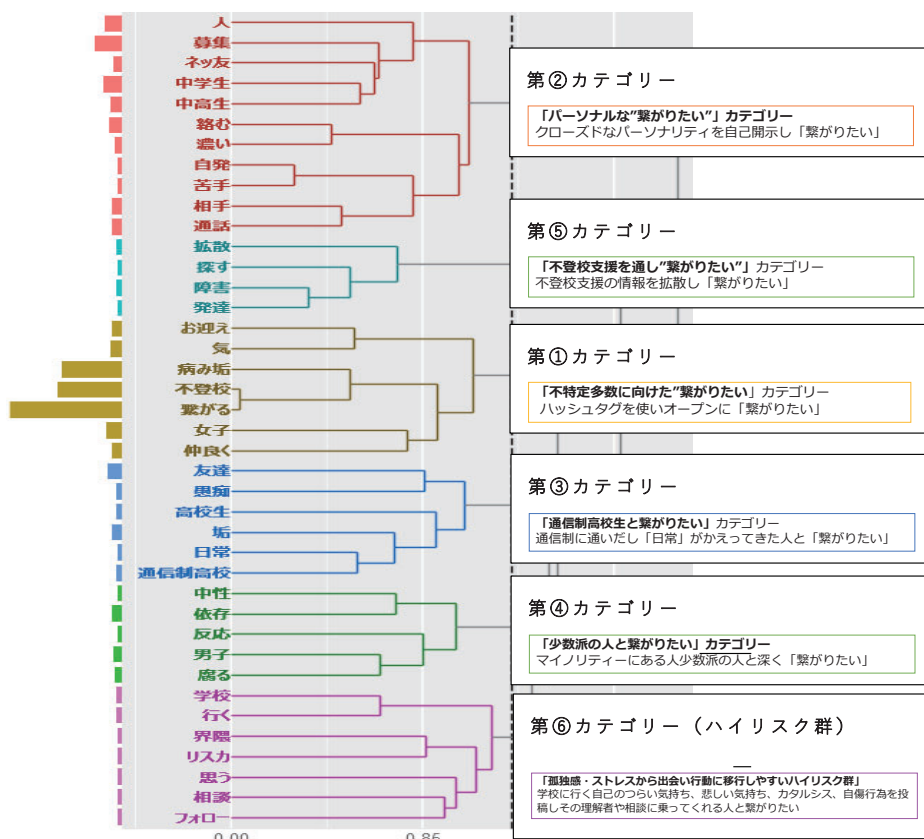 人
募集
ネッ友
中学生
中高生
絡む
濃い
自発
苦手
相手
通話
拡散
探す
障害
発達
お迎え
気
病み垢
不登校
繋がる
女子
仲良く
友達
愚痴
高校生
垢
日常
通信制高校
中性
依存
反応
男子
腐る
学校
行く
界隈
リスカ
思う
相談
フォロー
第②カテゴリー
「パーソナルな”繋がりたい”」カテゴリー
クローズドなパーソナリティを自己開示し「繋がりたい」
第⑤カテゴリー
「不登校支援を通し”繋がりたい”」カテゴリー
不登校支援の情報を拡散し「繋がりたい」
第①カテゴリー
「不特定多数に向けた”繋がりたい」カテゴリー
ハッシュタグを使いオープンに「繋がりたい」
第③カテゴリー
「通信制高校生と繋がりたい」カテゴリー
通信制に通いだし「日常」がかえってきた人と「繋がりたい」
第④カテゴリー
「少数派の人と繋がりたい」カテゴリー
マイノリティーにある人少数派の人と深く「繋がりたい」
第⑥カテゴリー（ハイリスク群）
「孤独感・ストレスから出会い行動に移行しやすいハイリスク群」
学校に行く自己のつらい気持ち、悲しい気持ち、カタルシス、自傷行為を投
稿しその理解者や相談に乗ってくれる人と繋がりたい